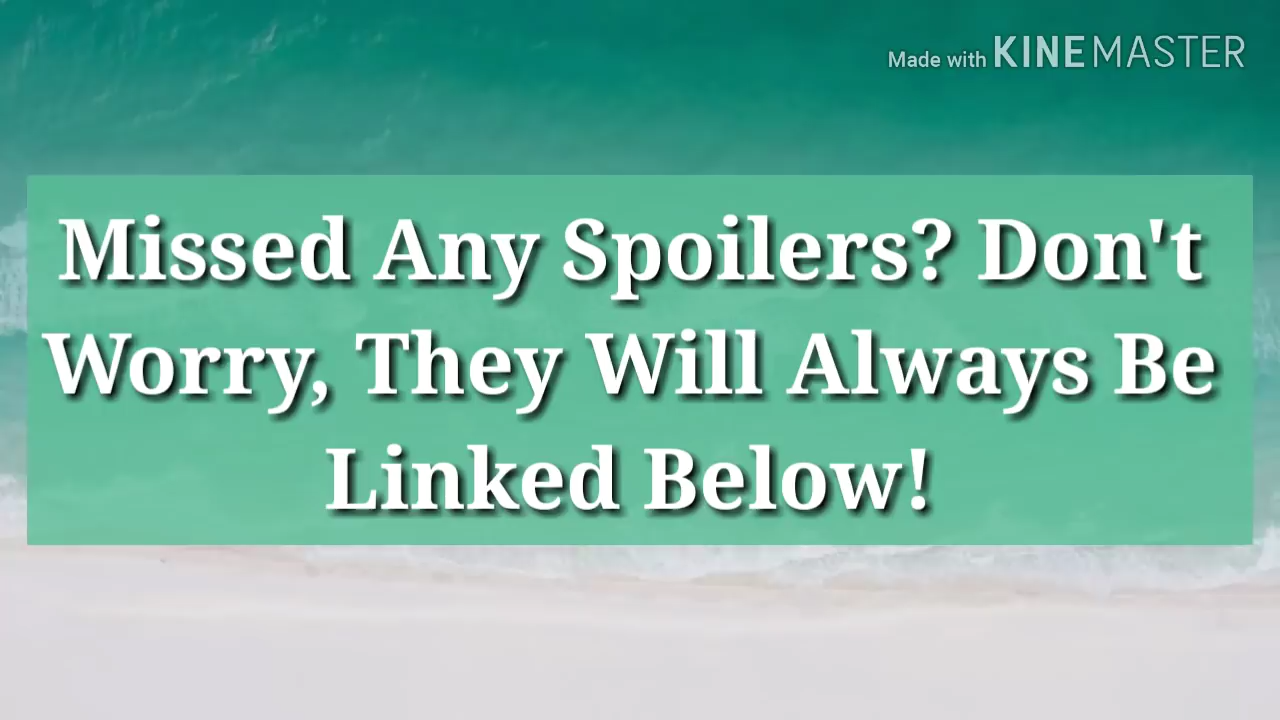 Made with KINEMASTER
Missed Any Spoilers? Don't
Worry, They Will Always Be
Linked Below!